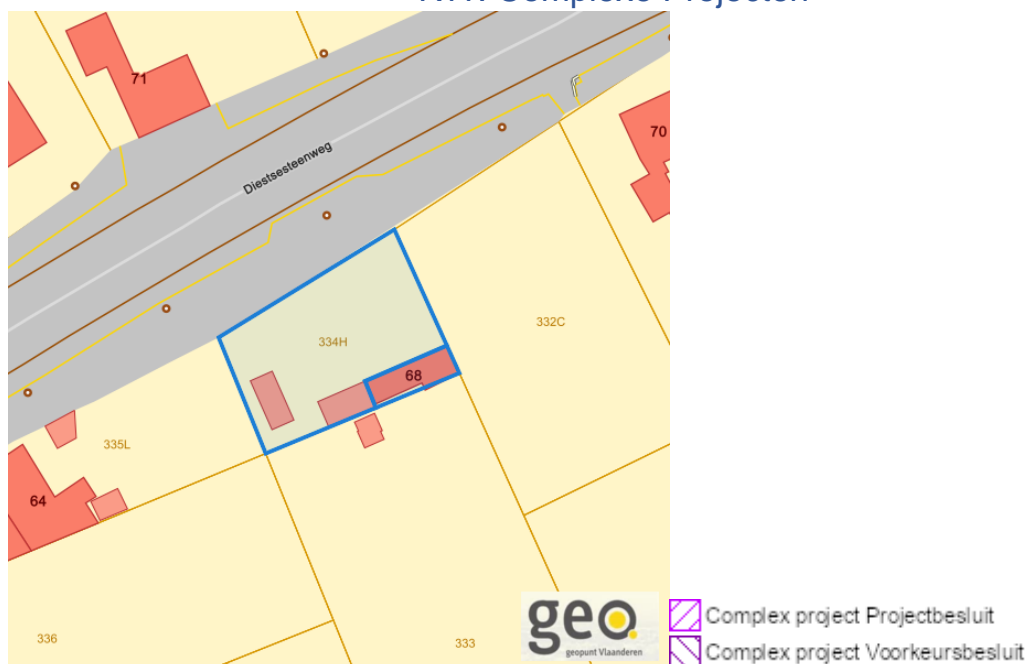 71
70
Diestsesteenweg
332C
334H
68
335L
64
336
333
geo
geopunt Vlaanderen
Complex project Projectbesluit
Complex project Voorkeursbesluit